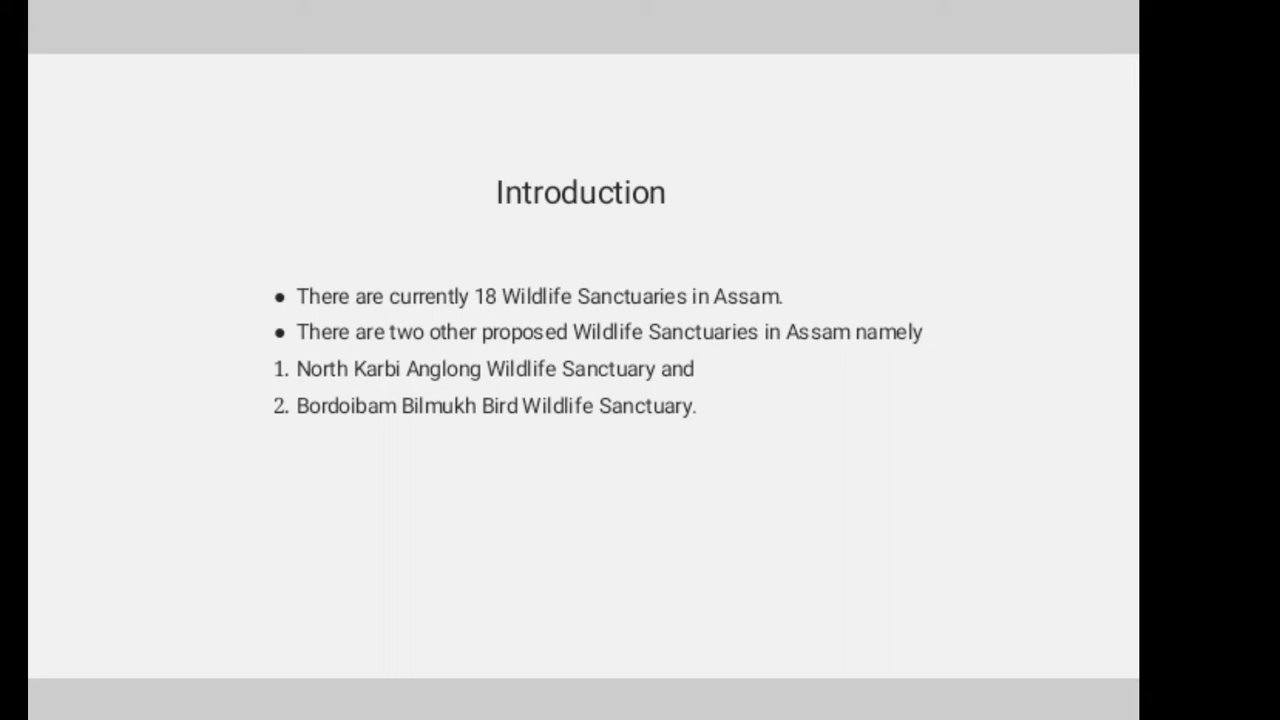 Introduction
● There are currently 18 Wildlife Sanctuaries in Assam.
● There are two other proposed Wildlife Sanctuaries in Assam namely
1. North Karbi Anglong Wildlife Sanctuary and
2. Bordoibam Bilmukh Bird Wildlife Sanctuary.